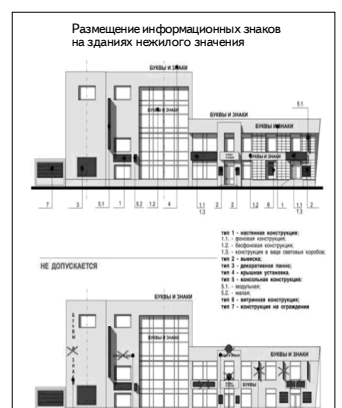 Размещение информационных знаков
на зданиях нежилого значения
БУКВЫ И ЗНАКИ
БУКВЫ И ЗНАКИ
БУКВЫ И ЗНАКИ
5.1
7 3 5.1 1 5.2 1.2 4 1.1 2 2 1.2 6 1 1.1 2
1.3 1.3
тип 1 - настенная конструкция:
1.1. - фоновая конструкция;
1.2. - бесфоновая конструкция;
1.3. - конструкция в виде световых коробов;
тип 2 - вывеска;
тип 3 - декоративное панно;
тип 4 - крышная установка.
тип 5 - консольная конструкция:
5.1. - модульная;
5.2. - малая;
тип 6 - витринная конструкция;
тип 7 - конструкция на ограждении
НЕ ДОПУСКАЕТСЯ
БУКВЫ И ЗНАКИ
БУКВЫ И ЗНАКИ
БУКВЫ